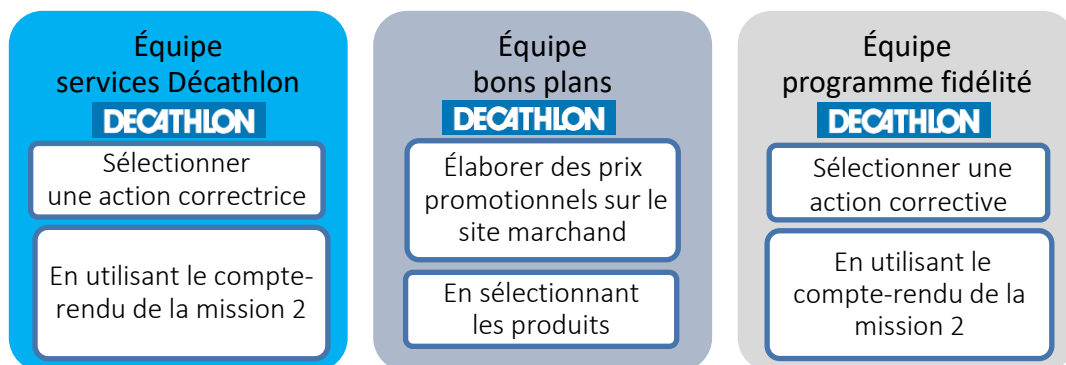 Équipe
services Décathlon
DECATHLON
Sélectionner
une action correctrice
En utilisant le compte-
rendu de la mission 2
Équipe
bons plans
DECATHLON
Élaborer des prix
promotionnels sur le
site marchand
En sélectionnant
les produits
Équipe
programme fidélité
DECATHLON
Sélectionner une
action corrective
En utilisant le
compte-rendu de la
mission 2